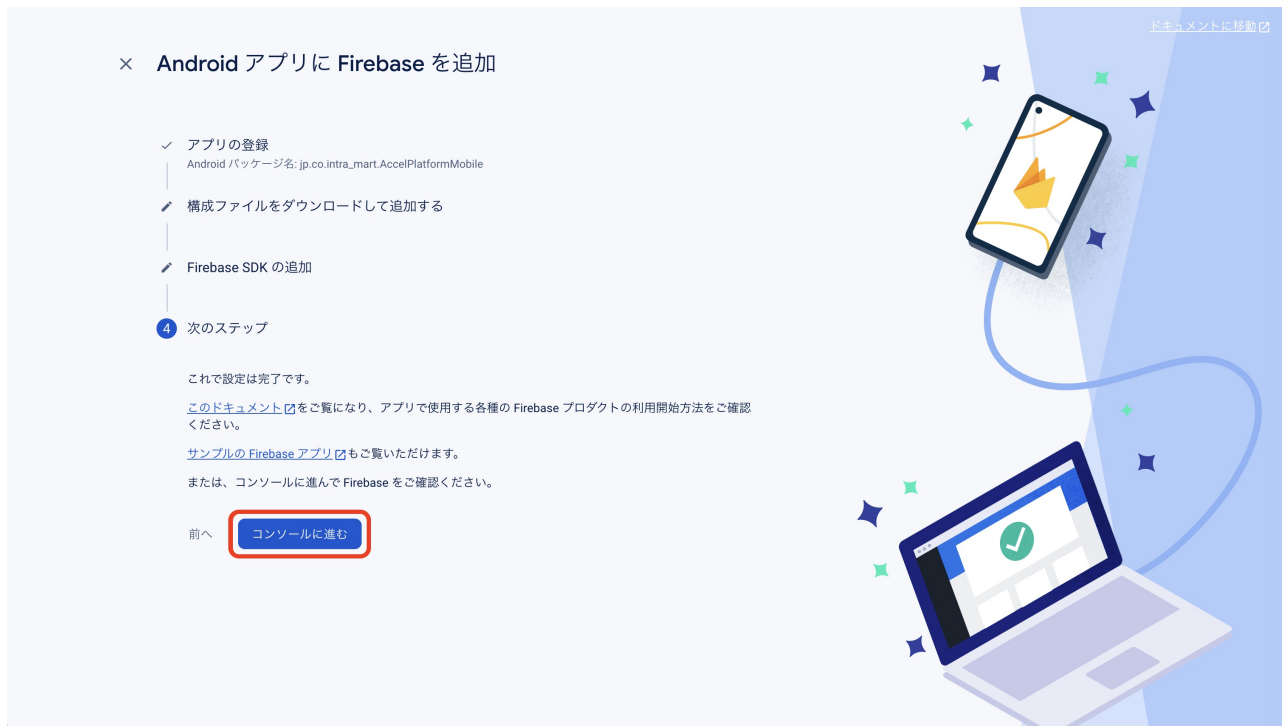 ドキュメントに移動
Android アプリに Firebase を追加
アプリの登録
Android パッケージ名: jp.co.intra_mart.AccelPlatformMobile
構成ファイルをダウンロードして追加する
Firebase SDK の追加
4 次のステップ
これで設定は完了です。
このドキュメントをご覧になり、アプリで使用する各種の Firebase プロダクトの利用開始方法をご確認
ください。
サンプルの Firebase アプリもご覧いただけます。
または、コンソールに進んで Firebase をご確認ください。
前へ コンソールに進む